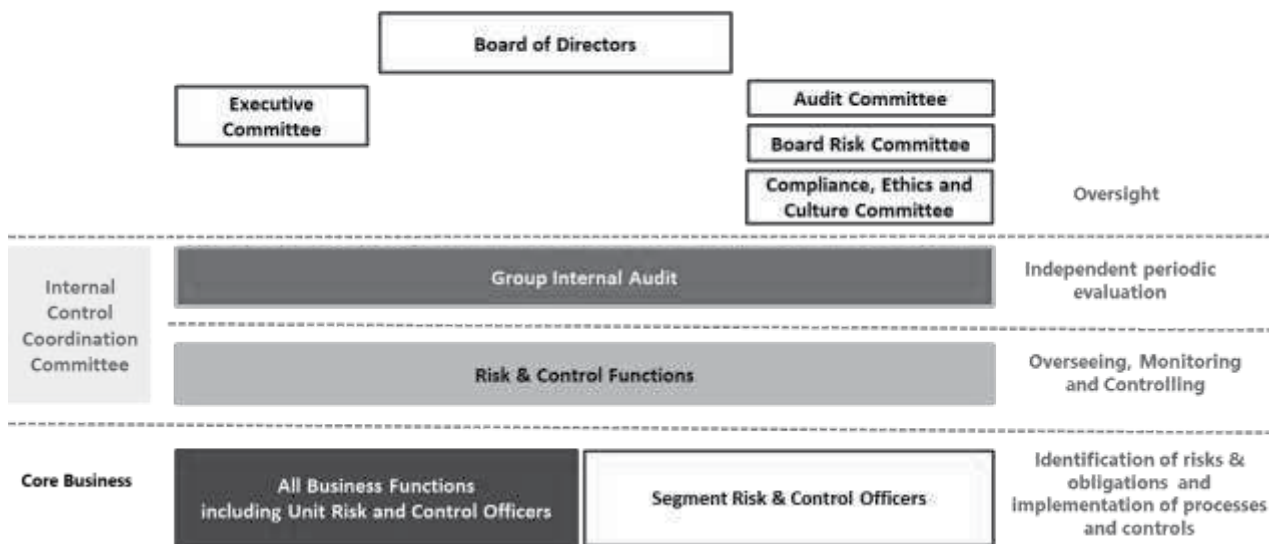 Board of Directors
Executive
Committee
Audit Committee
Board Risk Committee
Compliance, Ethics and
Culture Committee
Oversight
Internal
Control
Coordination
Committee
Group Internal Audit
Independent periodic
evaluation
Risk & Control Functions
Overseeing, Monitoring
and Controlling
Core Business
All Business Functions
including Unit Risk and Control Officers
Segment Risk & Control Officers
Identification of risks &
obligations and
implementation of processes
and controls